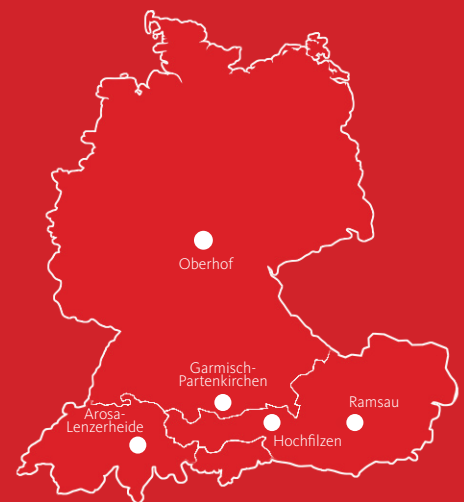 Oberhof
Garmisch-
Partenkirchen
Ramsau
Arosa-
Lenzerheide
Hochfilzen